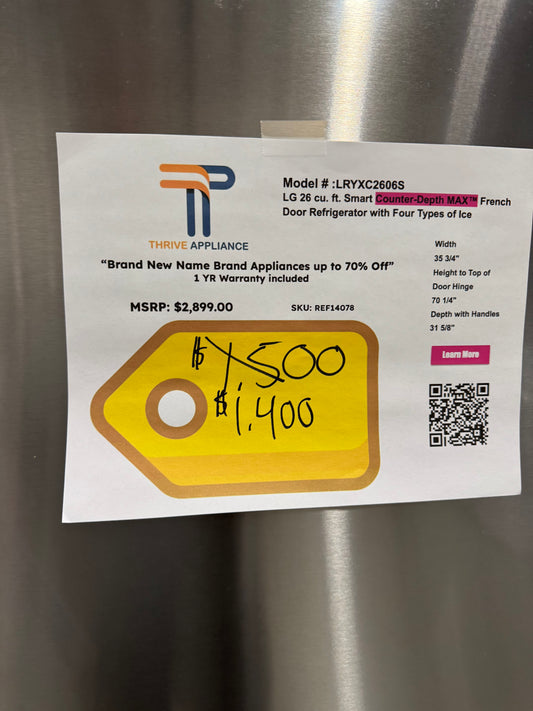 TP
THRIVE APPLIANCE
Model # :LRYXC2606S
LG 26 cu. ft. Smart Counter-Depth MAX™ French
Door Refrigerator with Four Types of Ice
“Brand New Name Brand Appliances up to 70% Off”
1 YR Warranty included
MSRP: $2,899.00
SKU: REF14078
$1.500
$1.400
Width
35 3/4"
Height to Top of
Door Hinge
70 1/4"
Depth with Handles
31 5/8"
Learn More